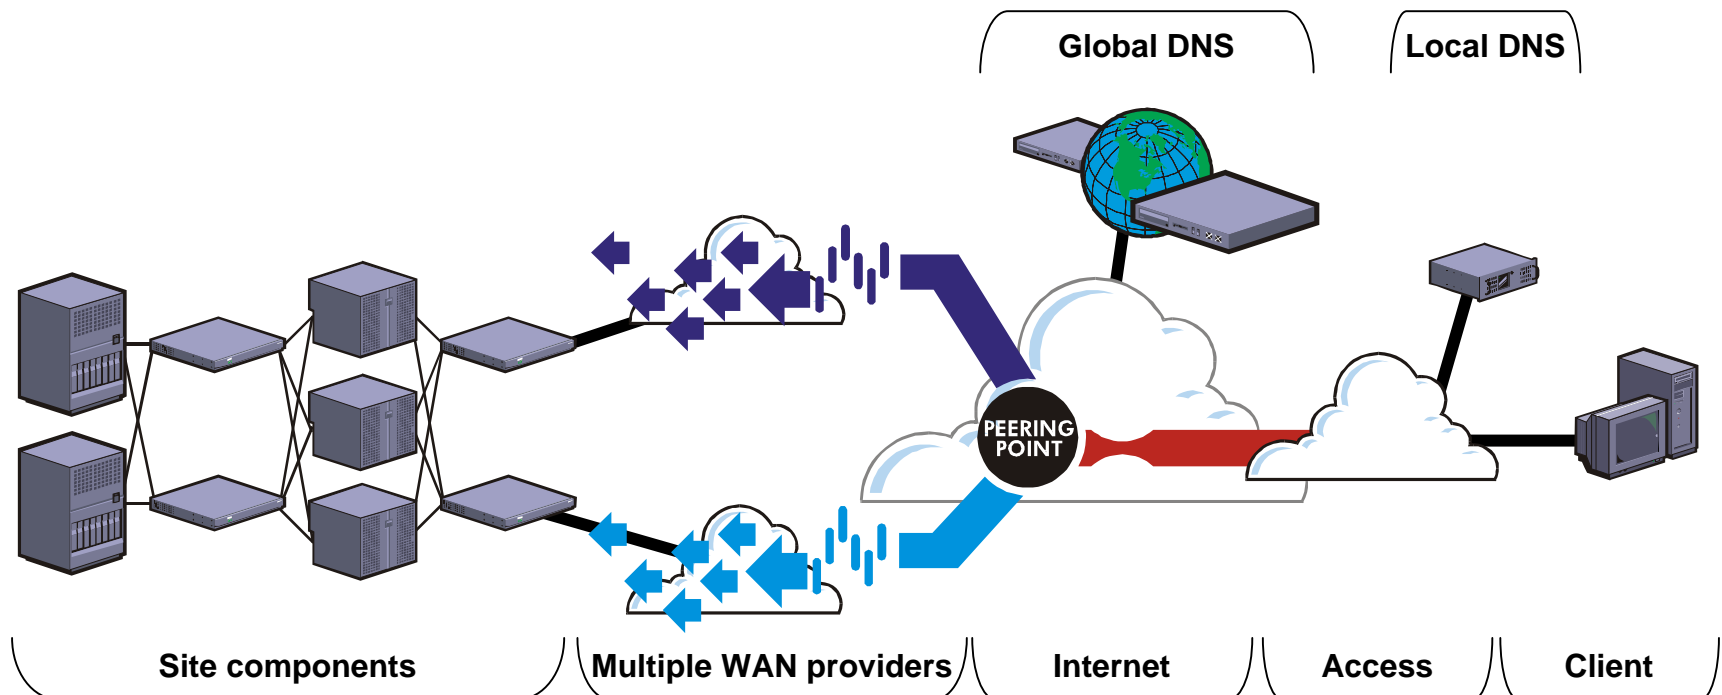 Global DNS
Local DNS
PEERING
POINT
Site components
Multiple WAN providers
Internet
Access
Client